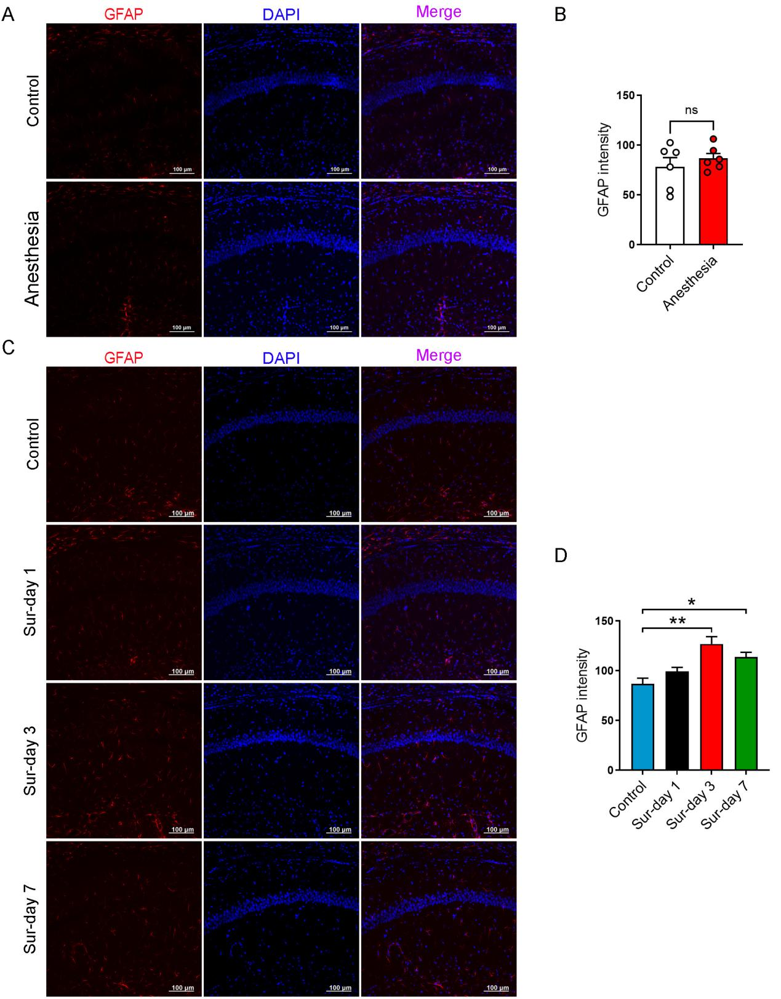 A
GFAP DAPI Merge
Control
100 µm 100 µm 100 µm
Anesthesia
100 µm 100 µm 100 µm
B
150
100
50
0
GFAP intensity
ns
Control Anesthesia
C
GFAP DAPI Merge
Control
100 µm 100 µm 100 µm
Sur-day 1
100 µm 100 µm 100 µm
Sur-day 3
100 µm 100 µm 100 µm
Sur-day 7
100 µm 100 µm 100 µm
D
*
**
150
100
50
0
GFAP intensity
Control Sur-day 1 Sur-day 3 Sur-day 7